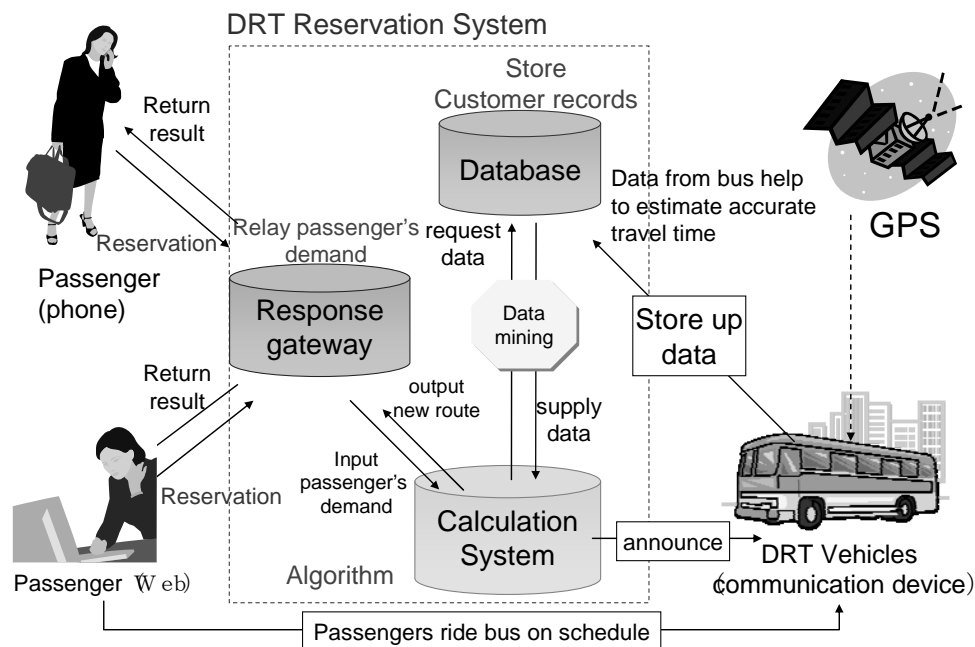 DRT Reservation System
Return
result
Reservation
Passenger
(phone)
Store
Customer records
Database
Relay passenger's
demand
Response
gateway
request
data
Data
mining
supply
data
Data from bus help
to estimate accurate
travel time
GPS
Store up
data
Return
result
Reservation
Passenger (Web)
output
new route
Input
passenger's
demand
Calculation
System
Algorithm
announce
DRT Vehicles
(communication device)
Passengers ride bus on schedule